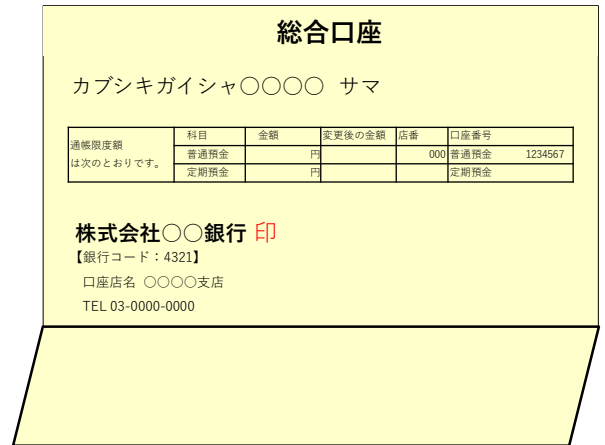 総合口座
カブシキガイシャ○○○○ サマ
通帳限度額
は次のとおりです。
科目 金額 変更後の金額 店番 口座番号
普通預金 円 000 普通預金 1234567
定期預金 円 定期預金
株式会社○○銀行 印
【銀行コード：4321】
口座店名 ○○○○支店
TEL 03-0000-0000